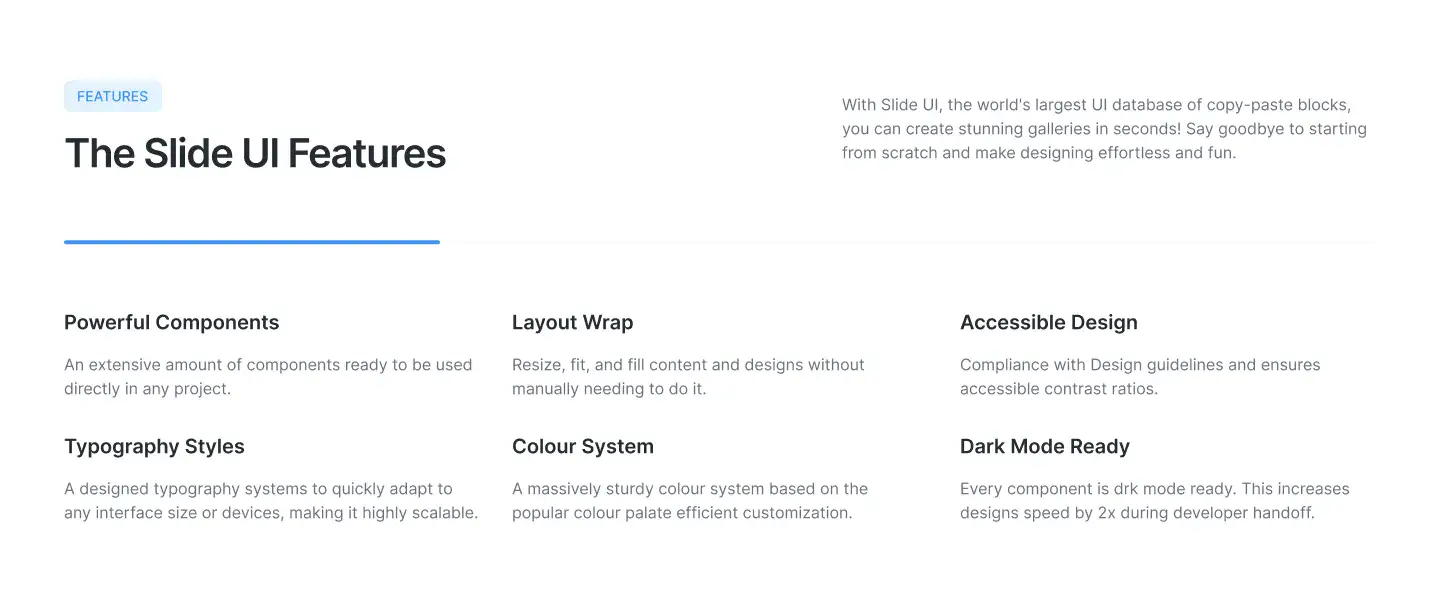 FEATURES
The Slide UI Features
With Slide UI, the world's largest UI database of copy-paste blocks,
you can create stunning galleries in seconds! Say goodbye to starting
from scratch and make designing effortless and fun.
Powerful Components
An extensive amount of components ready to be used
directly in any project.
Layout Wrap
Resize, fit, and fill content and designs without
manually needing to do it.
Accessible Design
Compliance with Design guidelines and ensures
accessible contrast ratios.
Typography Styles
A designed typography systems to quickly adapt to
any interface size or devices, making it highly scalable.
Colour System
A massively sturdy colour system based on the
popular colour palate efficient customization.
Dark Mode Ready
Every component is drk mode ready. This increases
designs speed by 2x during developer handoff.